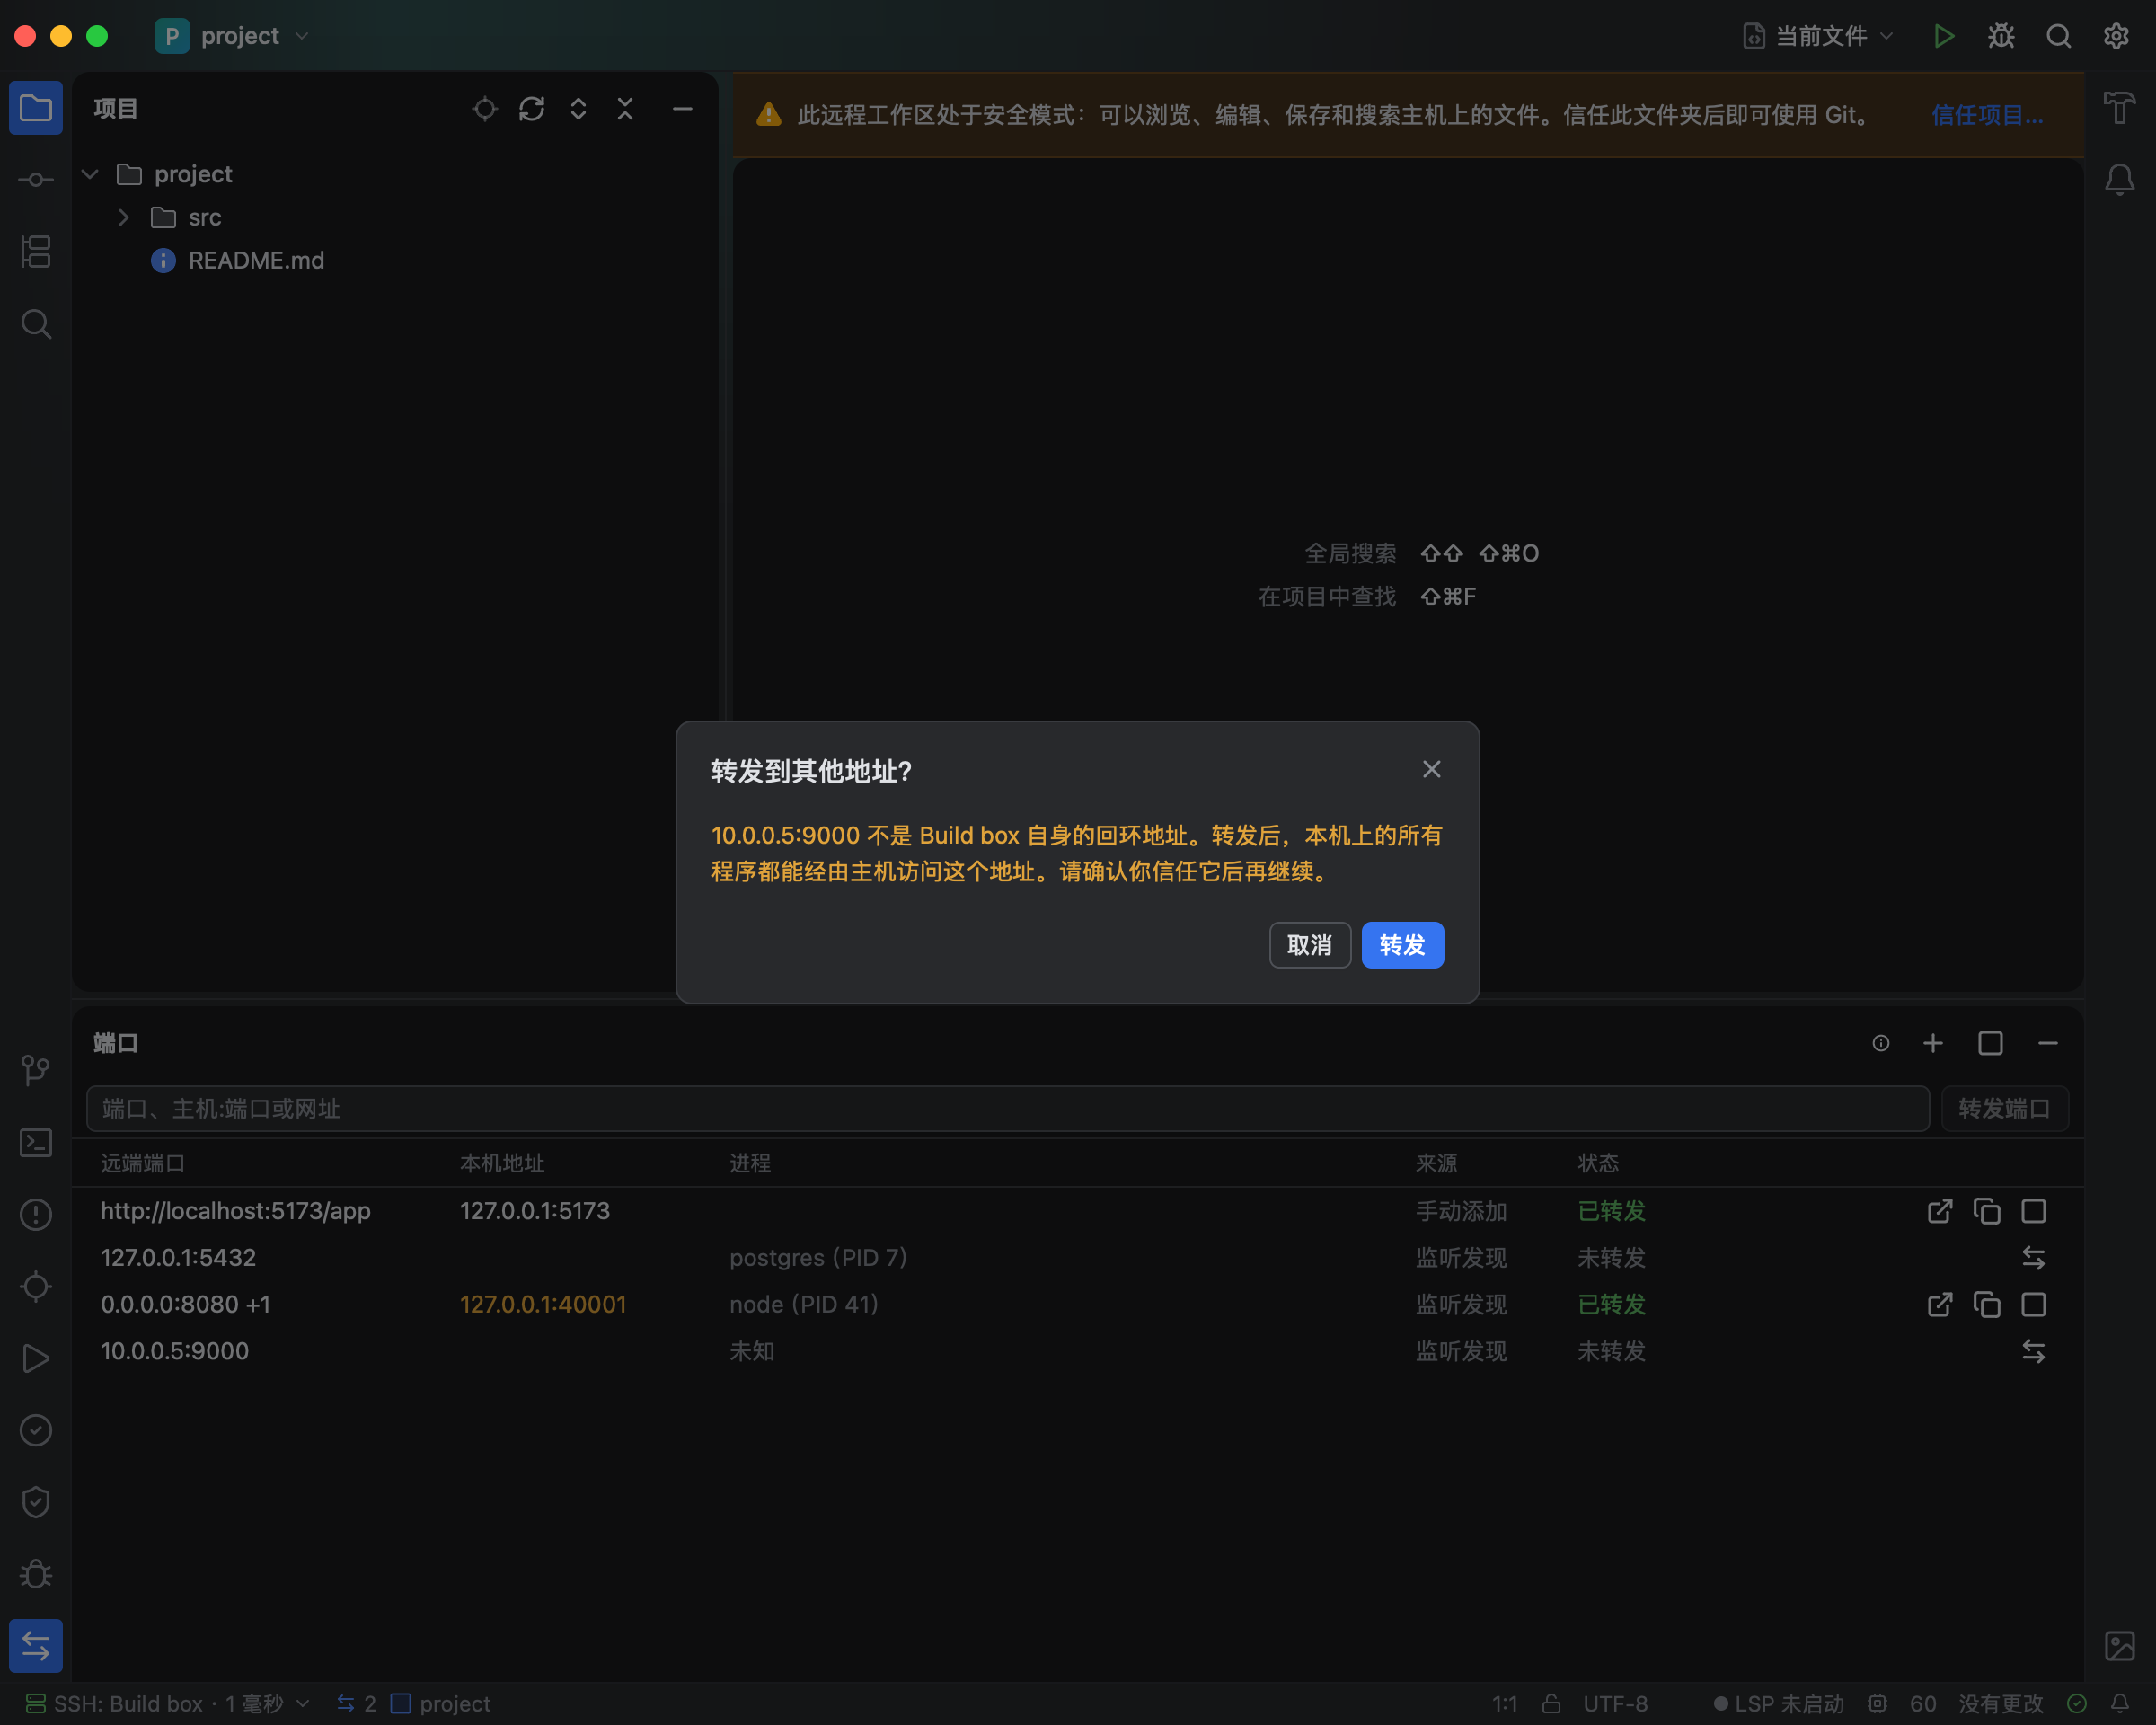 P project
当前文件
项目
此远程工作区处于安全模式：可以浏览、编辑、保存和搜索主机上的文件。信任此文件夹后即可使用 Git。 信任项目...
project
src
README.md
全局搜索 ⇧⇧ ⇧⌘O
在项目中查找 ⇧⌘F
转发到其他地址？
10.0.0.5:9000 不是 Build box 自身的回环地址。转发后，本机上的所有
程序都能经由主机访问这个地址。请确认你信任它后再继续。
取消 转发
端口
端口、主机:端口或网址 转发端口
远端端口 本机地址 进程 来源 状态
http://localhost:5173/app 127.0.0.1:5173 手动添加 已转发
127.0.0.1:5432 postgres (PID 7) 监听发现 未转发
0.0.0.0:8080 +1 127.0.0.1:40001 node (PID 41) 监听发现 已转发
10.0.0.5:9000 未知 监听发现 未转发
SSH: Build box · 1 毫秒 2 project 1:1 UTF-8 LSP 未启动 60 没有更改